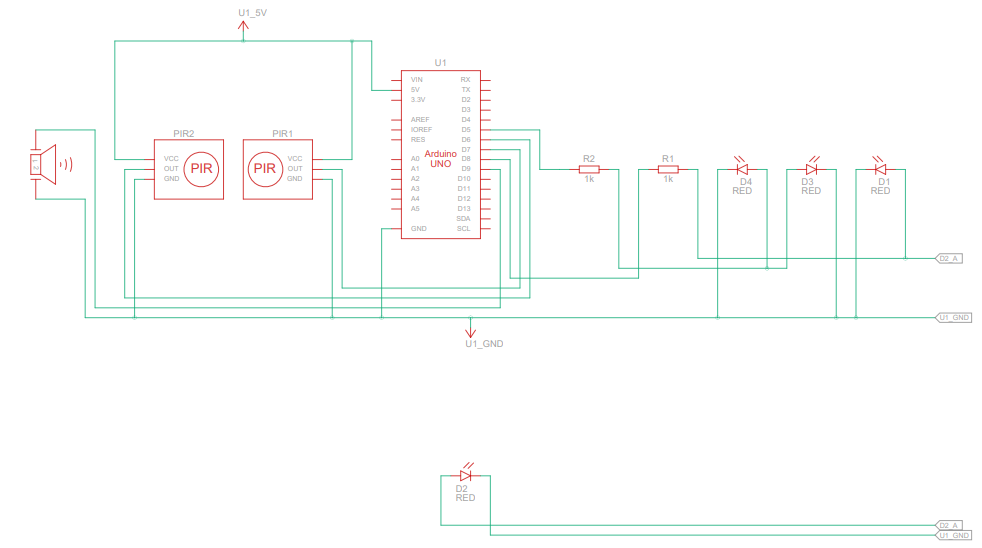 U1_5V
U1
VIN
5V
3.3V
AREF
IOREF
RES
A0
A1
A2
A3
A4
A5
GND
Arduino
UNO
RX
TX
D2
D3
D4
D5
D6
D7
D8
D9
D10
D11
D12
D13
SDA
SCL
PIR2
VCC
OUT
GND
PIR
PIR1
PIR
VCC
OUT
GND
R2
1k
R1
1k
D4
RED
D3
RED
D1
RED
D2_A
U1_GND
U1_GND
D2
RED
D2_A
U1_GND